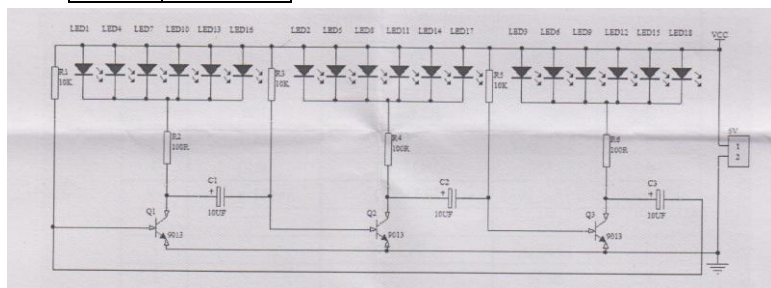 LED1 LED4 LED7 LED10 LED13 LED16 LED2 LED5 LED8 LED11 LED14 LED17 LED3 LED6 LED9 LED12 LED15 LED18 VCC
R1
10K
R3
10K
R5
10K
R2
100R
R4
100R
R6
100R
5V
1
2
C1
+
10UF
C2
+
10UF
C3
+
10UF
Q1
9013
Q2
9013
Q3
9013